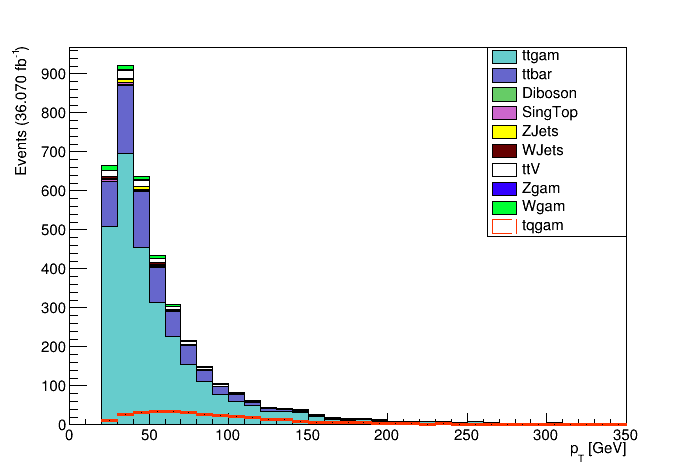 Events (36.070 fb⁻¹)
900
800
700
600
500
400
300
200
100
0
0 50 100 150 200 250 300 350
p_T [GeV]
ttgam
ttbar
Diboson
SingTop
ZJets
WJets
ttV
Zgam
Wgam
tqgam